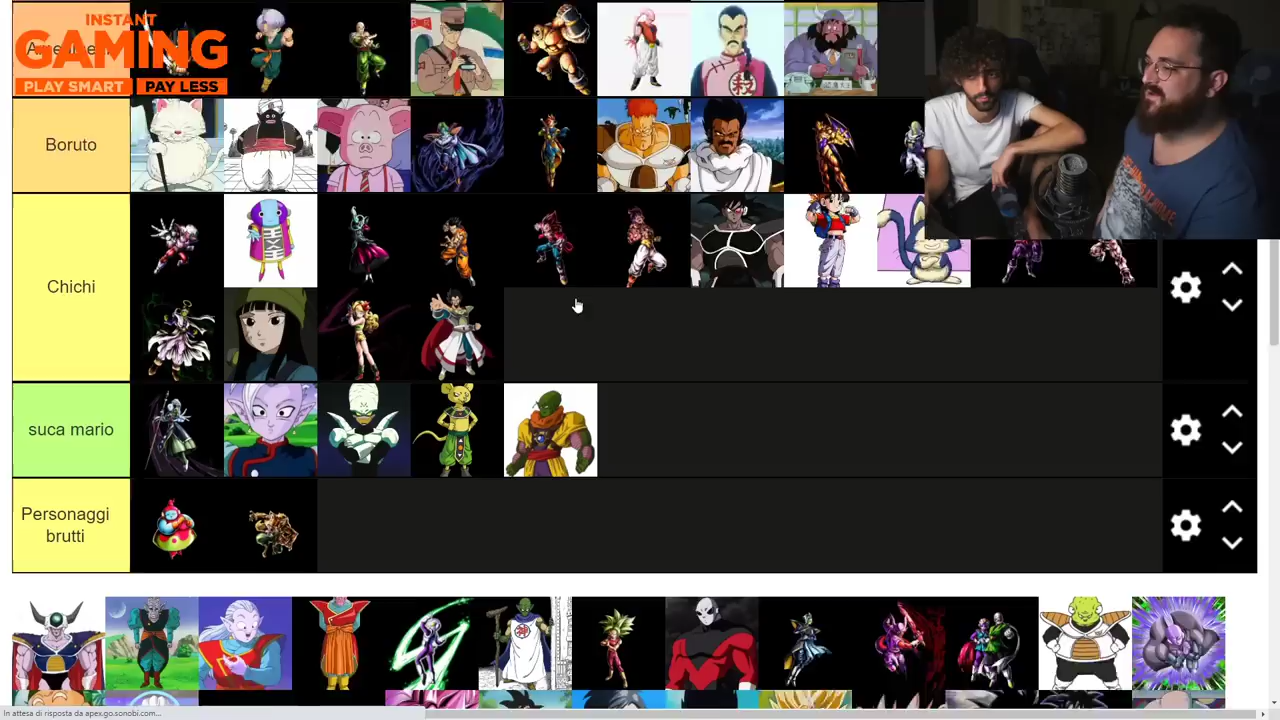 INSTANT
GAMING
PLAY SMART PAY LESS
Boruto
Chichi
suca mario
Personaggi
brutti
In attesa di risposta da apex.go.sonobi.com...